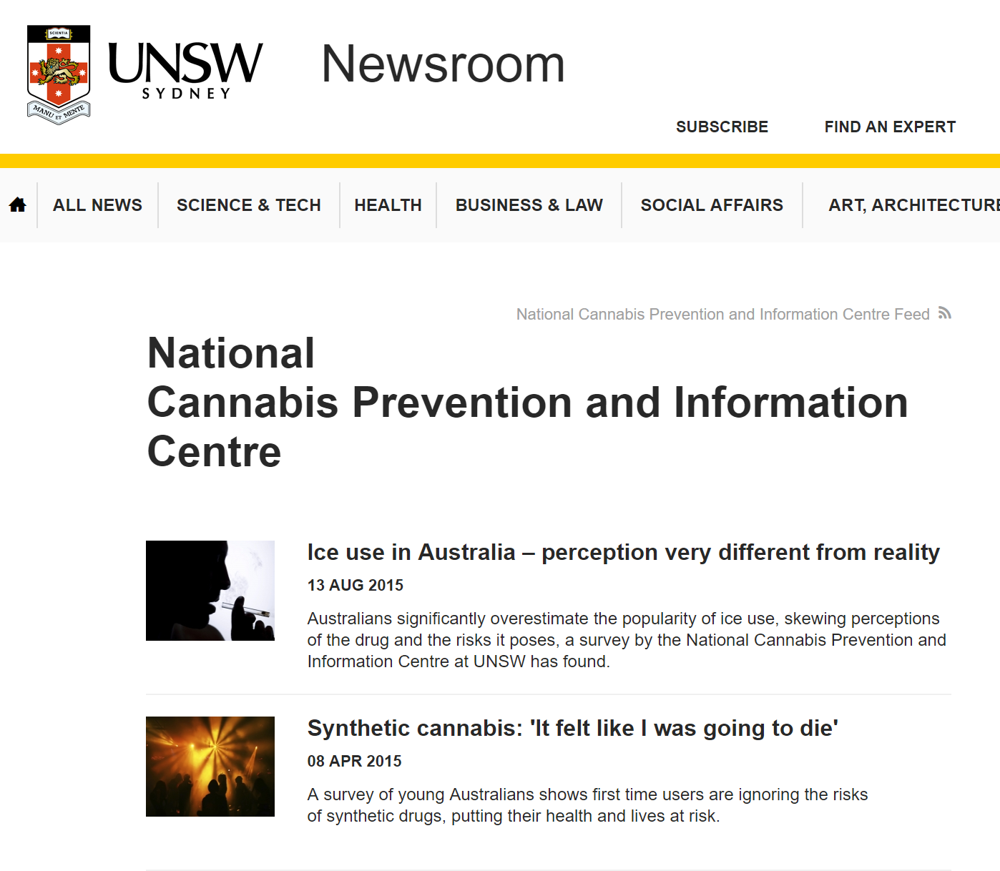 SCIENTIA
MANU ET MENTE
UNSW
SYDNEY
Newsroom
SUBSCRIBE
FIND AN EXPERT
ALL NEWS
SCIENCE & TECH
HEALTH
BUSINESS & LAW
SOCIAL AFFAIRS
ART, ARCHITECTURE
National Cannabis Prevention and Information Centre Feed
National
Cannabis Prevention and Information
Centre
Ice use in Australia – perception very different from reality
13 AUG 2015
Australians significantly overestimate the popularity of ice use, skewing perceptions
of the drug and the risks it poses, a survey by the National Cannabis Prevention and
Information Centre at UNSW has found.
Synthetic cannabis: 'It felt like I was going to die'
08 APR 2015
A survey of young Australians shows first time users are ignoring the risks
of synthetic drugs, putting their health and lives at risk.